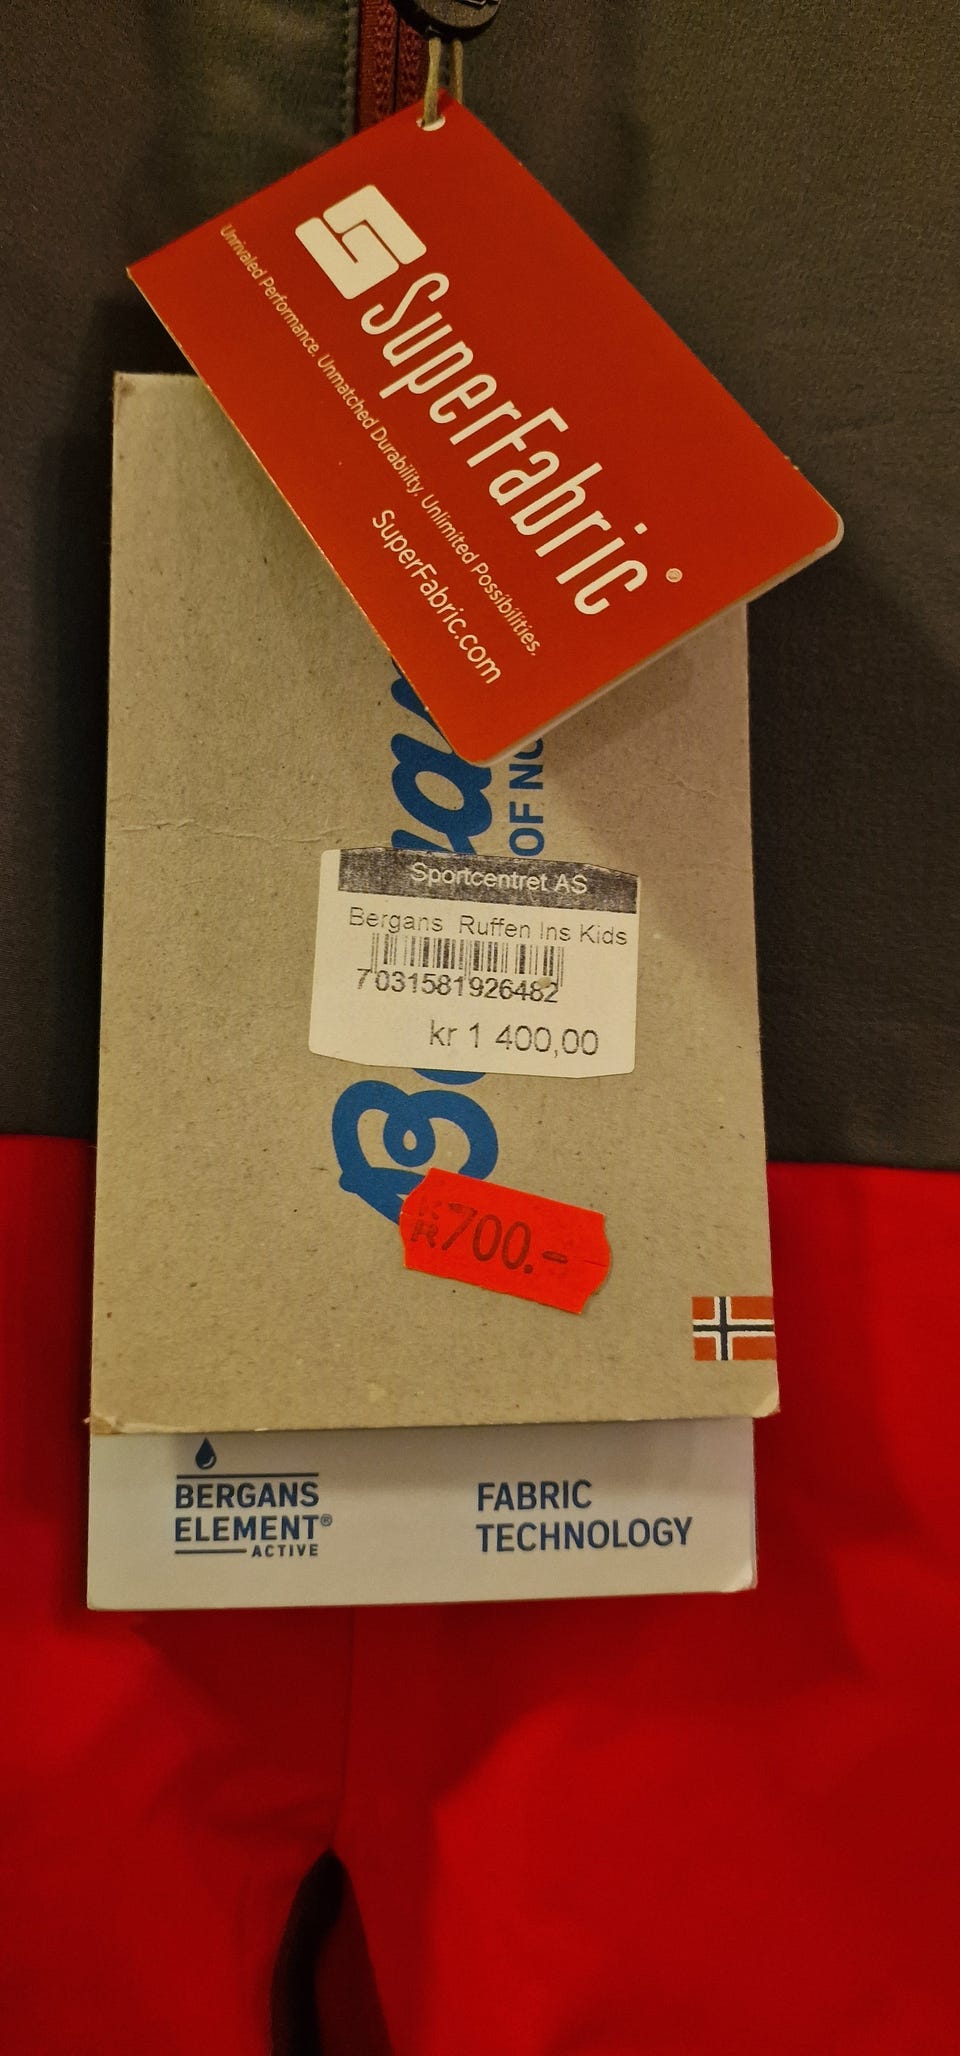 SuperFabric®
Unrivaled Performance. Unmatched Durability. Unlimited Possibilities.
SuperFabric.com
OF NO
Sportcentret AS
Bergans Ruffen Ins Kids
7031581926482
kr 1 400,00
KR 700.-
BERGANS
ELEMENT®
ACTIVE
FABRIC
TECHNOLOGY